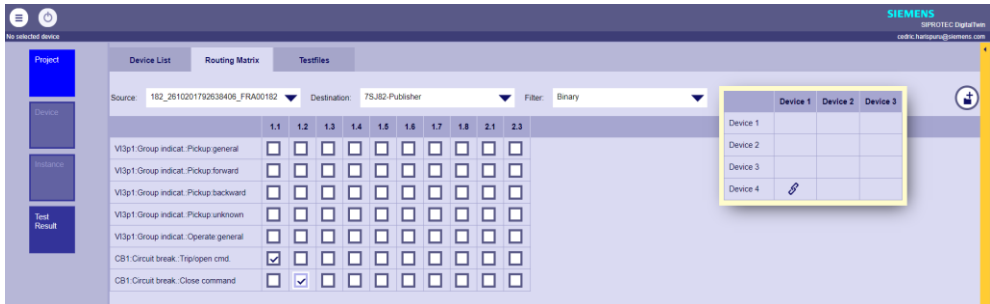 SIEMENS
SIPROTEC DigitalTwin
No selected device
cedric.harispuru@siemens.com
Project
Device
Instance
Test
Result
Device List Routing Matrix Testfiles
Source: 182_2610201792638406_FRA00182 Destination: 7SJ82-Publisher Filter: Binary
1.1 1.2 1.3 1.4 1.5 1.6 1.7 1.8 2.1 2.3
VI3p1:Group indicat.:Pickup:general
VI3p1:Group indicat.:Pickup:forward
VI3p1:Group indicat.:Pickup:backward
VI3p1:Group indicat.:Pickup:unknown
VI3p1:Group indicat.:Operate:general
CB1:Circuit break.:Trip/open cmd.
CB1:Circuit break.:Close command
Device 1 Device 2 Device 3
Device 1
Device 2
Device 3
Device 4